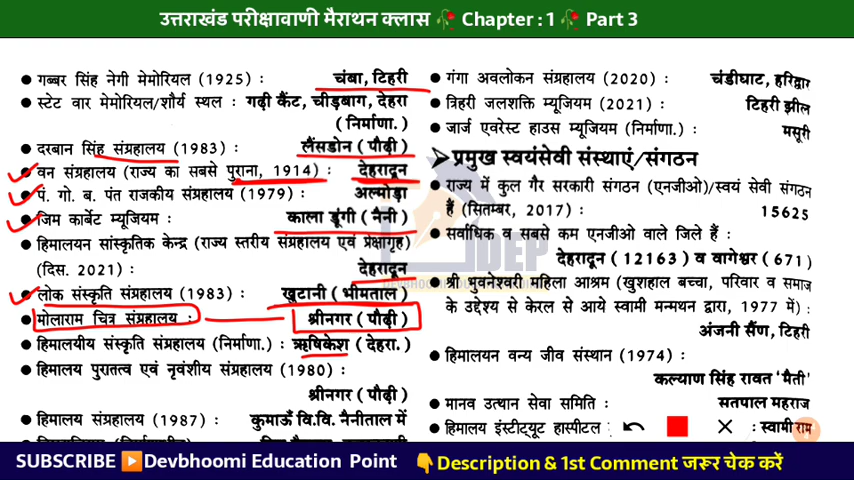 उत्तराखंड परीक्षावाणी मैराथन क्लास 🥀 Chapter : 1 🥀 Part 3
● गब्बर सिंह नेगी मेमोरियल (1925) : चंबा, टिहरी
● स्टेट वार मेमोरियल/शौर्य स्थल : गढ़ी कैंट, चीड़बाग, देहरा
(निर्माणा.)
● दरबान सिंह संग्रहालय (1983) : लैंसडोन (पौढ़ी)
● वन संग्रहालय (राज्य का सबसे पुराना, 1914) : देहरादून
● पं. गो. ब. पंत राजकीय संग्रहालय (1979) : अल्मोड़ा
● जिम कार्बेट म्यूजियम : काला डूंगी (नैनी)
● हिमालयन सांस्कृतिक केन्द्र (राज्य स्तरीय संग्रहालय एवं प्रेक्षागृह)
(दिस. 2021) : देहरादून
● लोक संस्कृति संग्रहालय (1983) : खुटानी (भीमताल)
● मोलाराम चित्र संग्रहालय : श्रीनगर (पौढ़ी)
● हिमालयीय संस्कृति संग्रहालय (निर्माणा.) : ऋषिकेश (देहरा.)
● हिमालय पुरातत्व एवं नृवंशीय संग्रहालय (1980) :
श्रीनगर (पौढ़ी)
● हिमालय संग्रहालय (1987) : कुमाऊँ वि.वि. नैनीताल में
● गंगा अवलोकन संग्रहालय (2020) : चंडीघाट, हरिद्वार
● त्रिहरी जलशक्ति म्यूजियम (2021) : टिहरी झील
● जार्ज एवरेस्ट हाउस म्यूजियम (निर्माणा.) : मसूरी
➤ प्रमुख स्वयंसेवी संस्थाएं/संगठन
● राज्य में कुल गैर सरकारी संगठन (एनजीओ)/स्वयं सेवी संगठन
हैं (सितम्बर, 2017) : 15625
● सर्वाधिक व सबसे कम एनजीओ वाले जिले हैं :
देहरादून (12163) व वागेश्वर (671)
● श्री भुवनेश्वरी महिला आश्रम (खुशहाल बच्चा, परिवार व समाज
के उद्देश्य से केरल से आये स्वामी मन्मथन द्वारा, 1977 में) :
अंजनी सैंण, टिहरी
● हिमालयन वन्य जीव संस्थान (1974) :
कल्याण सिंह रावत 'मैती'
● मानव उत्थान सेवा समिति : सतपाल महराज
● हिमालय इंस्टीट्यूट हास्पीटल : स्वामी राम
DEP
DEVBHOOMI EDUCATION POINT
SUBSCRIBE ▶️Devbhoomi Education Point 👇Description & 1st Comment जरूर चेक करें